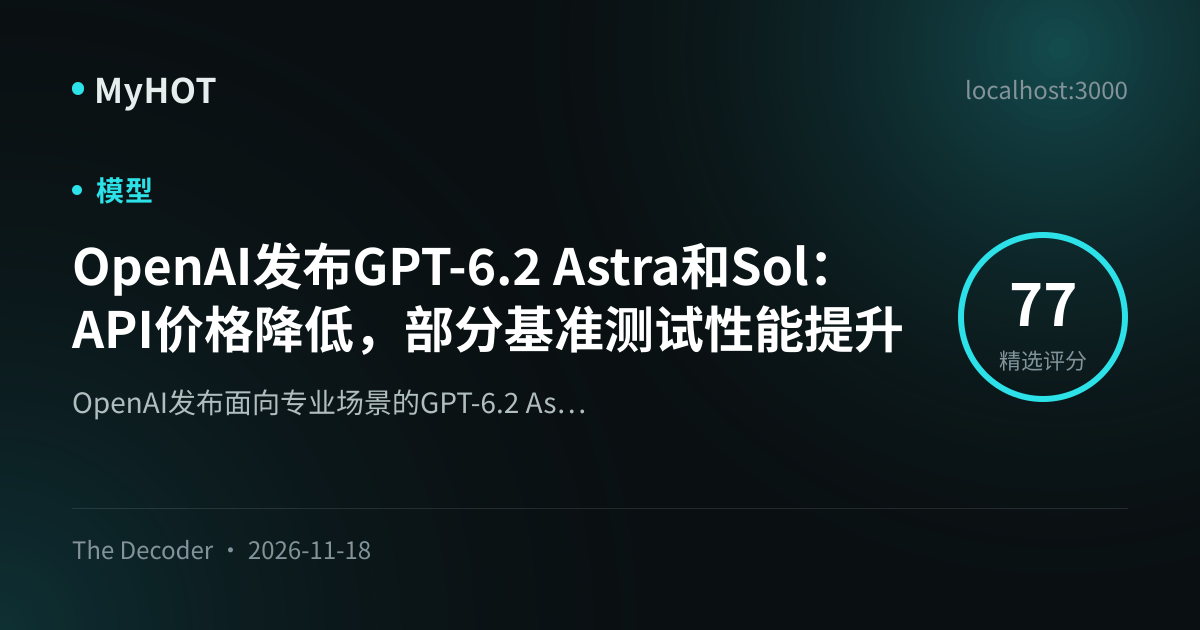 MyHOT
localhost:3000
模型
OpenAI发布GPT-6.2 Astra和Sol：
API价格降低，部分基准测试性能提升
77
精选评分
OpenAI发布面向专业场景的GPT-6.2 As…
The Decoder · 2026-11-18